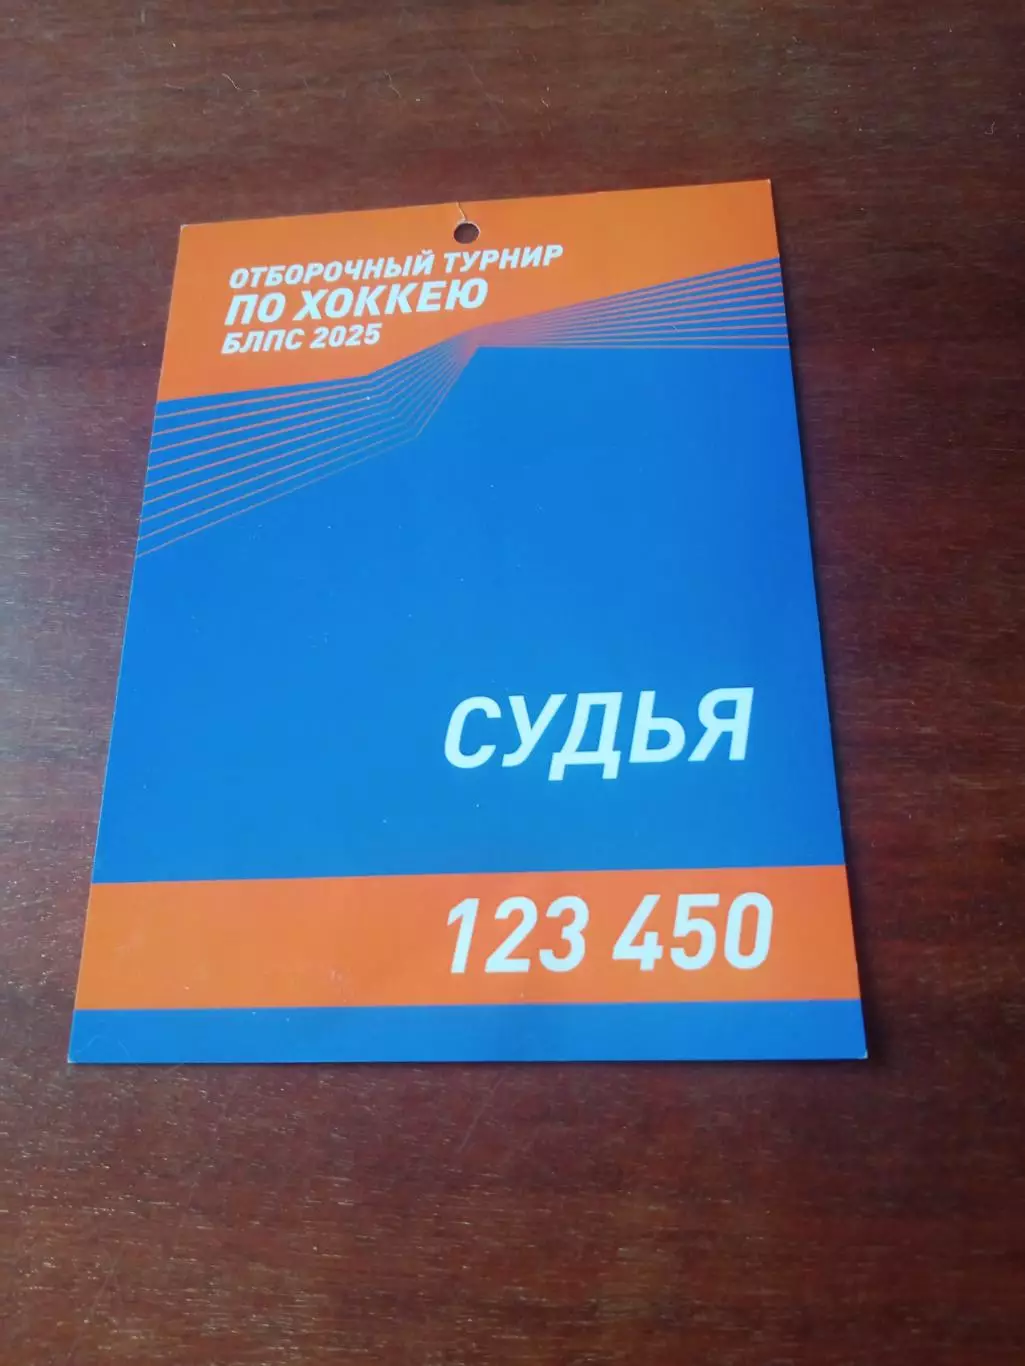 ОТБОРОЧНЫЙ ТУРНИР
ПО ХОККЕЮ
БЛПС 2025
СУДЬЯ
123 450